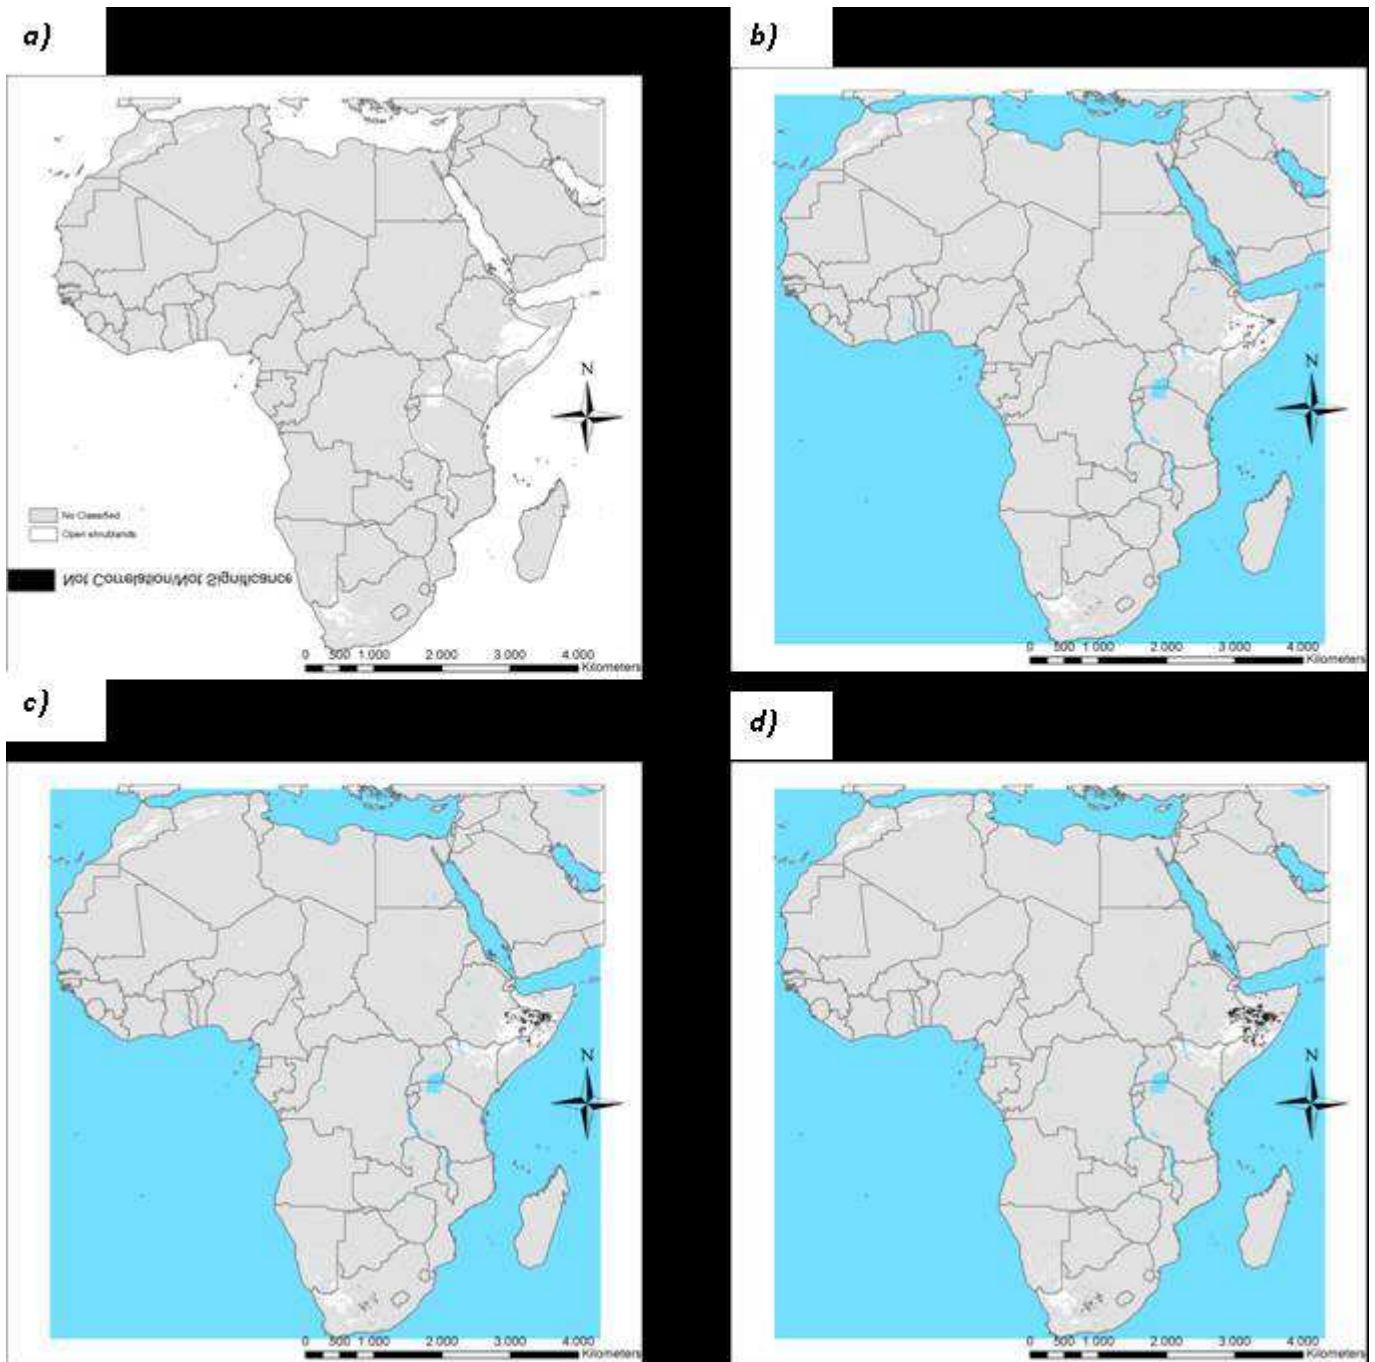 a)
N
No Classified
Open shrublands
Not Correlation/Not Significance
0 500 1.000 2.000 3.000 4.000
Kilometers
b)
N
0 500 1.000 2.000 3.000 4.000
Kilometers
c)
N
0 500 1.000 2.000 3.000 4.000
Kilometers
d)
N
0 500 1.000 2.000 3.000 4.000
Kilometers